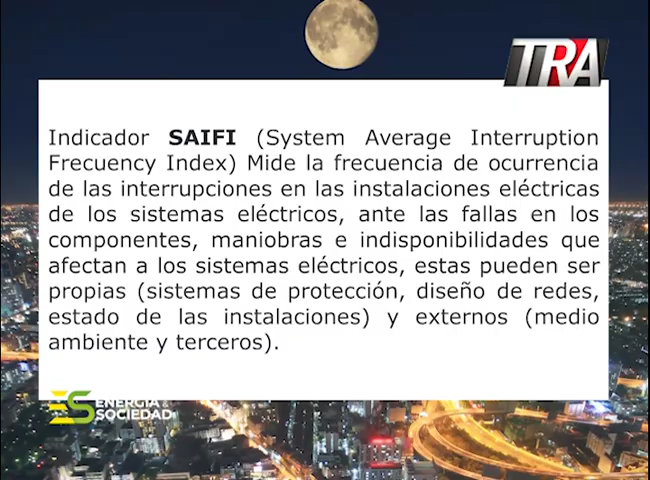 TRA
Indicador SAIFI (System Average Interruption
Frecuency Index) Mide la frecuencia de ocurrencia
de las interrupciones en las instalaciones eléctricas
de los sistemas eléctricos, ante las fallas en los
componentes, maniobras e indisponibilidades que
afectan a los sistemas eléctricos, estas pueden ser
propias (sistemas de protección, diseño de redes,
estado de las instalaciones) y externos (medio
ambiente y terceros).
ES ENERGÍA
SOCIEDAD